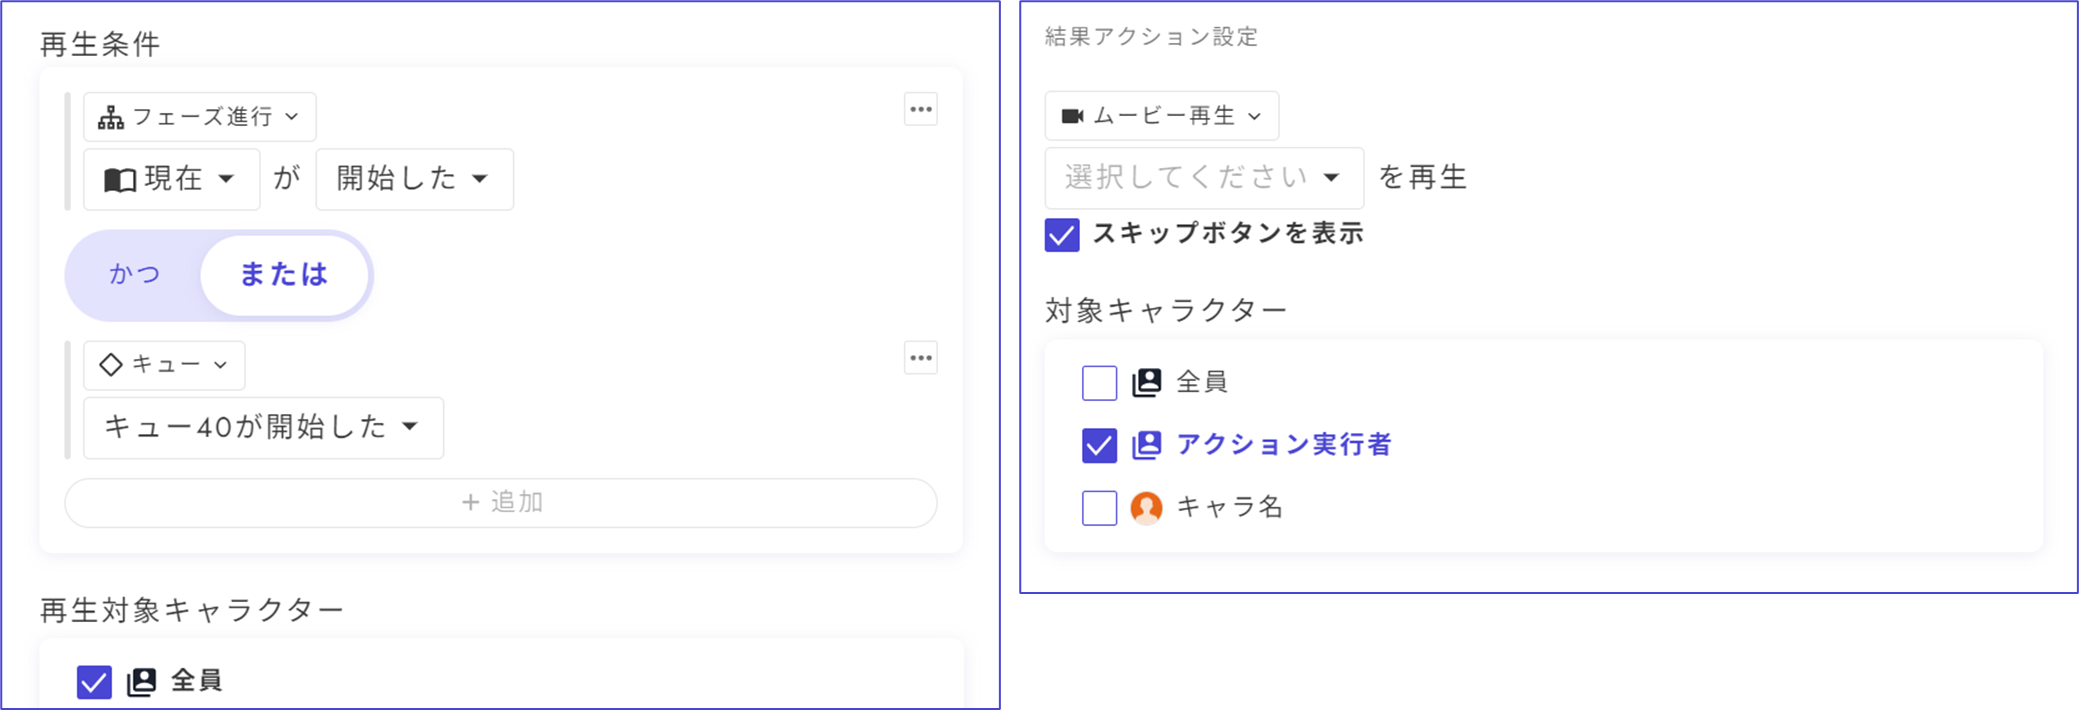 再生条件
フェーズ進行
現在 が 開始した
かつ または
キュー
キュー40が開始した
+ 追加
再生対象キャラクター
全員
結果アクション設定
ムービー再生
選択してください を再生
スキップボタンを表示
対象キャラクター
全員
アクション実行者
キャラ名